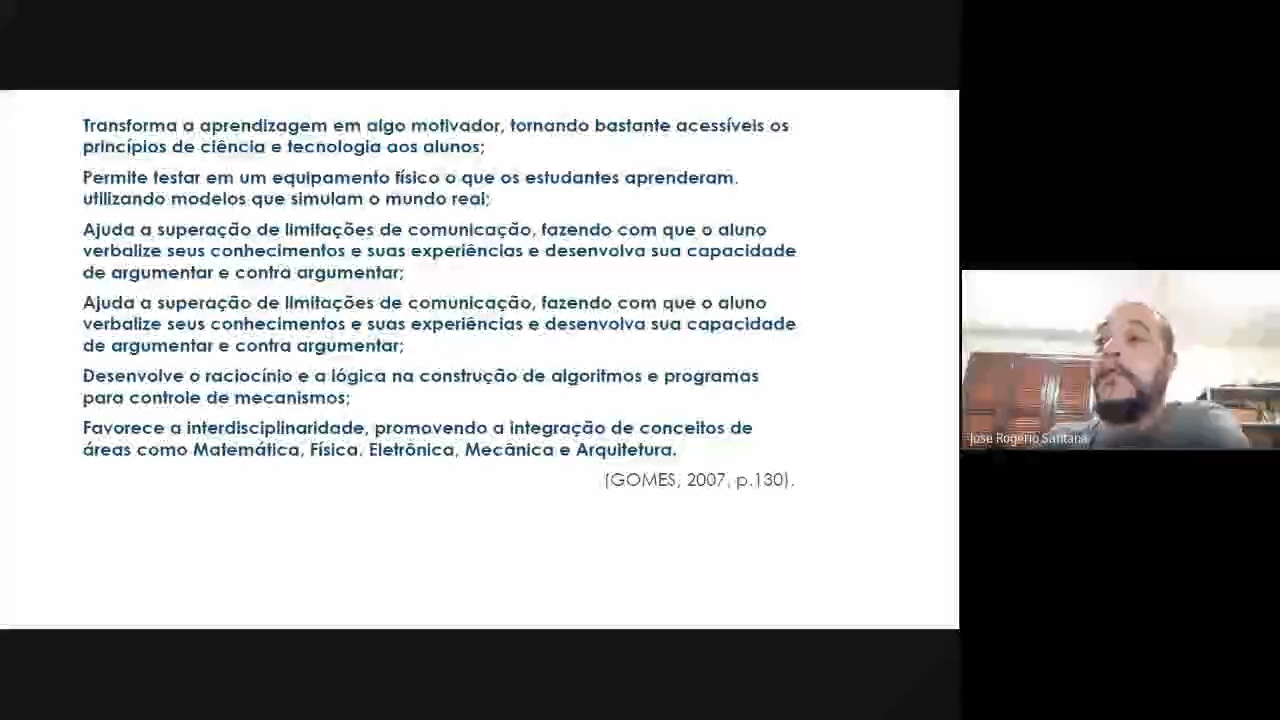 Transforma a aprendizagem em algo motivador, tornando bastante acessíveis os
princípios de ciência e tecnologia aos alunos;
Permite testar em um equipamento físico o que os estudantes aprenderam,
utilizando modelos que simulam o mundo real;
Ajuda a superação de limitações de comunicação, fazendo com que o aluno
verbalize seus conhecimentos e suas experiências e desenvolva sua capacidade
de argumentar e contra argumentar;
Ajuda a superação de limitações de comunicação, fazendo com que o aluno
verbalize seus conhecimentos e suas experiências e desenvolva sua capacidade
de argumentar e contra argumentar;
Desenvolve o raciocínio e a lógica na construção de algoritmos e programas
para controle de mecanismos;
Favorece a interdisciplinaridade, promovendo a integração de conceitos de
áreas como Matemática, Física, Eletrônica, Mecânica e Arquitetura.
(GOMES, 2007, p.130).
Jose Rogerio Santana